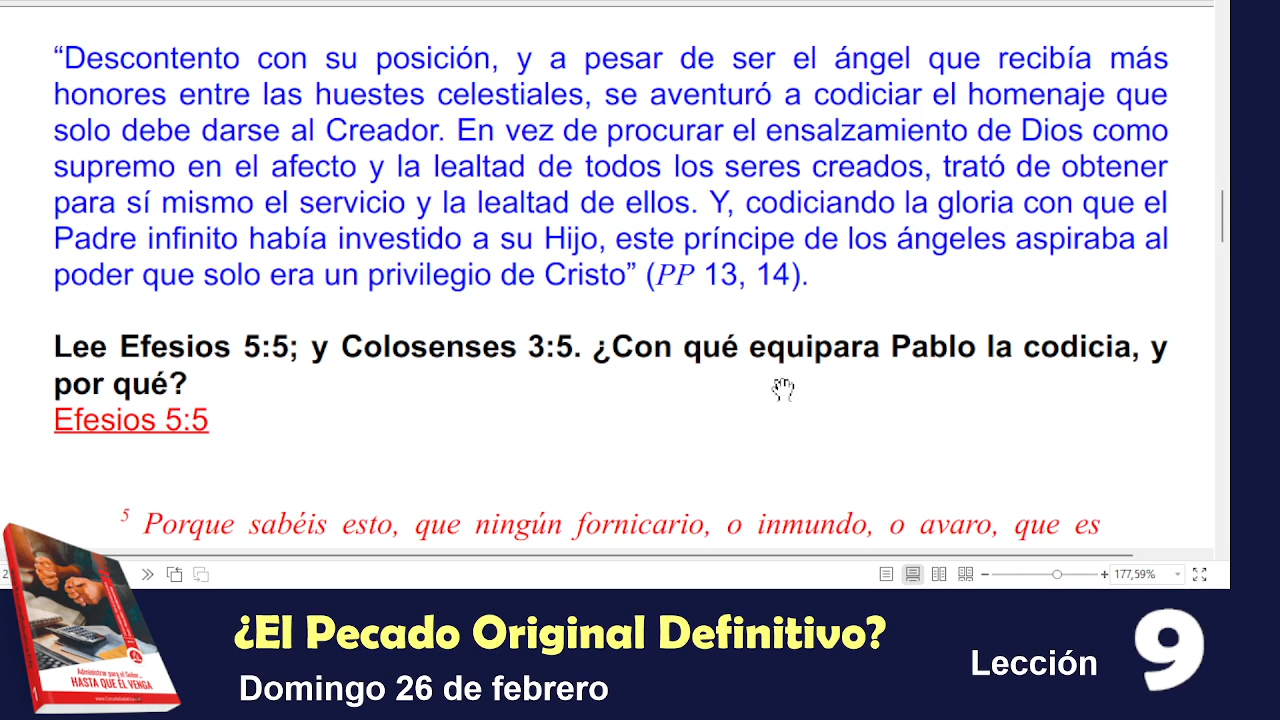 “Descontento con su posición, y a pesar de ser el ángel que recibía más
honores entre las huestes celestiales, se aventuró a codiciar el homenaje que
solo debe darse al Creador. En vez de procurar el ensalzamiento de Dios como
supremo en el afecto y la lealtad de todos los seres creados, trató de obtener
para sí mismo el servicio y la lealtad de ellos. Y, codiciando la gloria con que el
Padre infinito había investido a su Hijo, este príncipe de los ángeles aspiraba al
poder que solo era un privilegio de Cristo” (PP 13, 14).
Lee Efesios 5:5; y Colosenses 3:5. ¿Con qué equipara Pablo la codicia, y
por qué?
Efesios 5:5
5 Porque sabéis esto, que ningún fornicario, o inmundo, o avaro, que es
2
177,59%
¿El Pecado Original Definitivo?
Domingo 26 de febrero
Lección 9
Administrar para el Señor...
HASTA QUE ÉL VENGA